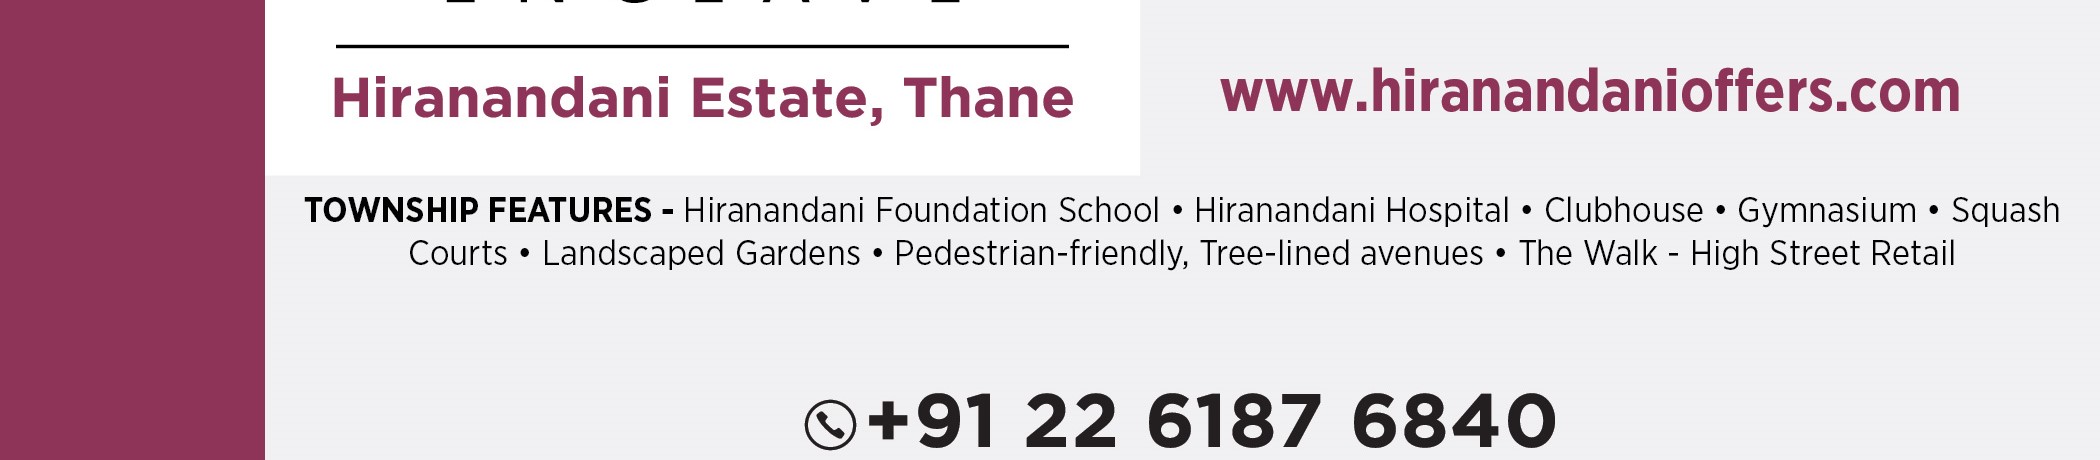 Hiranandani Estate, Thane
www.hiranandanioffers.com
TOWNSHIP FEATURES - Hiranandani Foundation School • Hiranandani Hospital • Clubhouse • Gymnasium • Squash
Courts • Landscaped Gardens • Pedestrian-friendly, Tree-lined avenues • The Walk - High Street Retail
+91 22 6187 6840